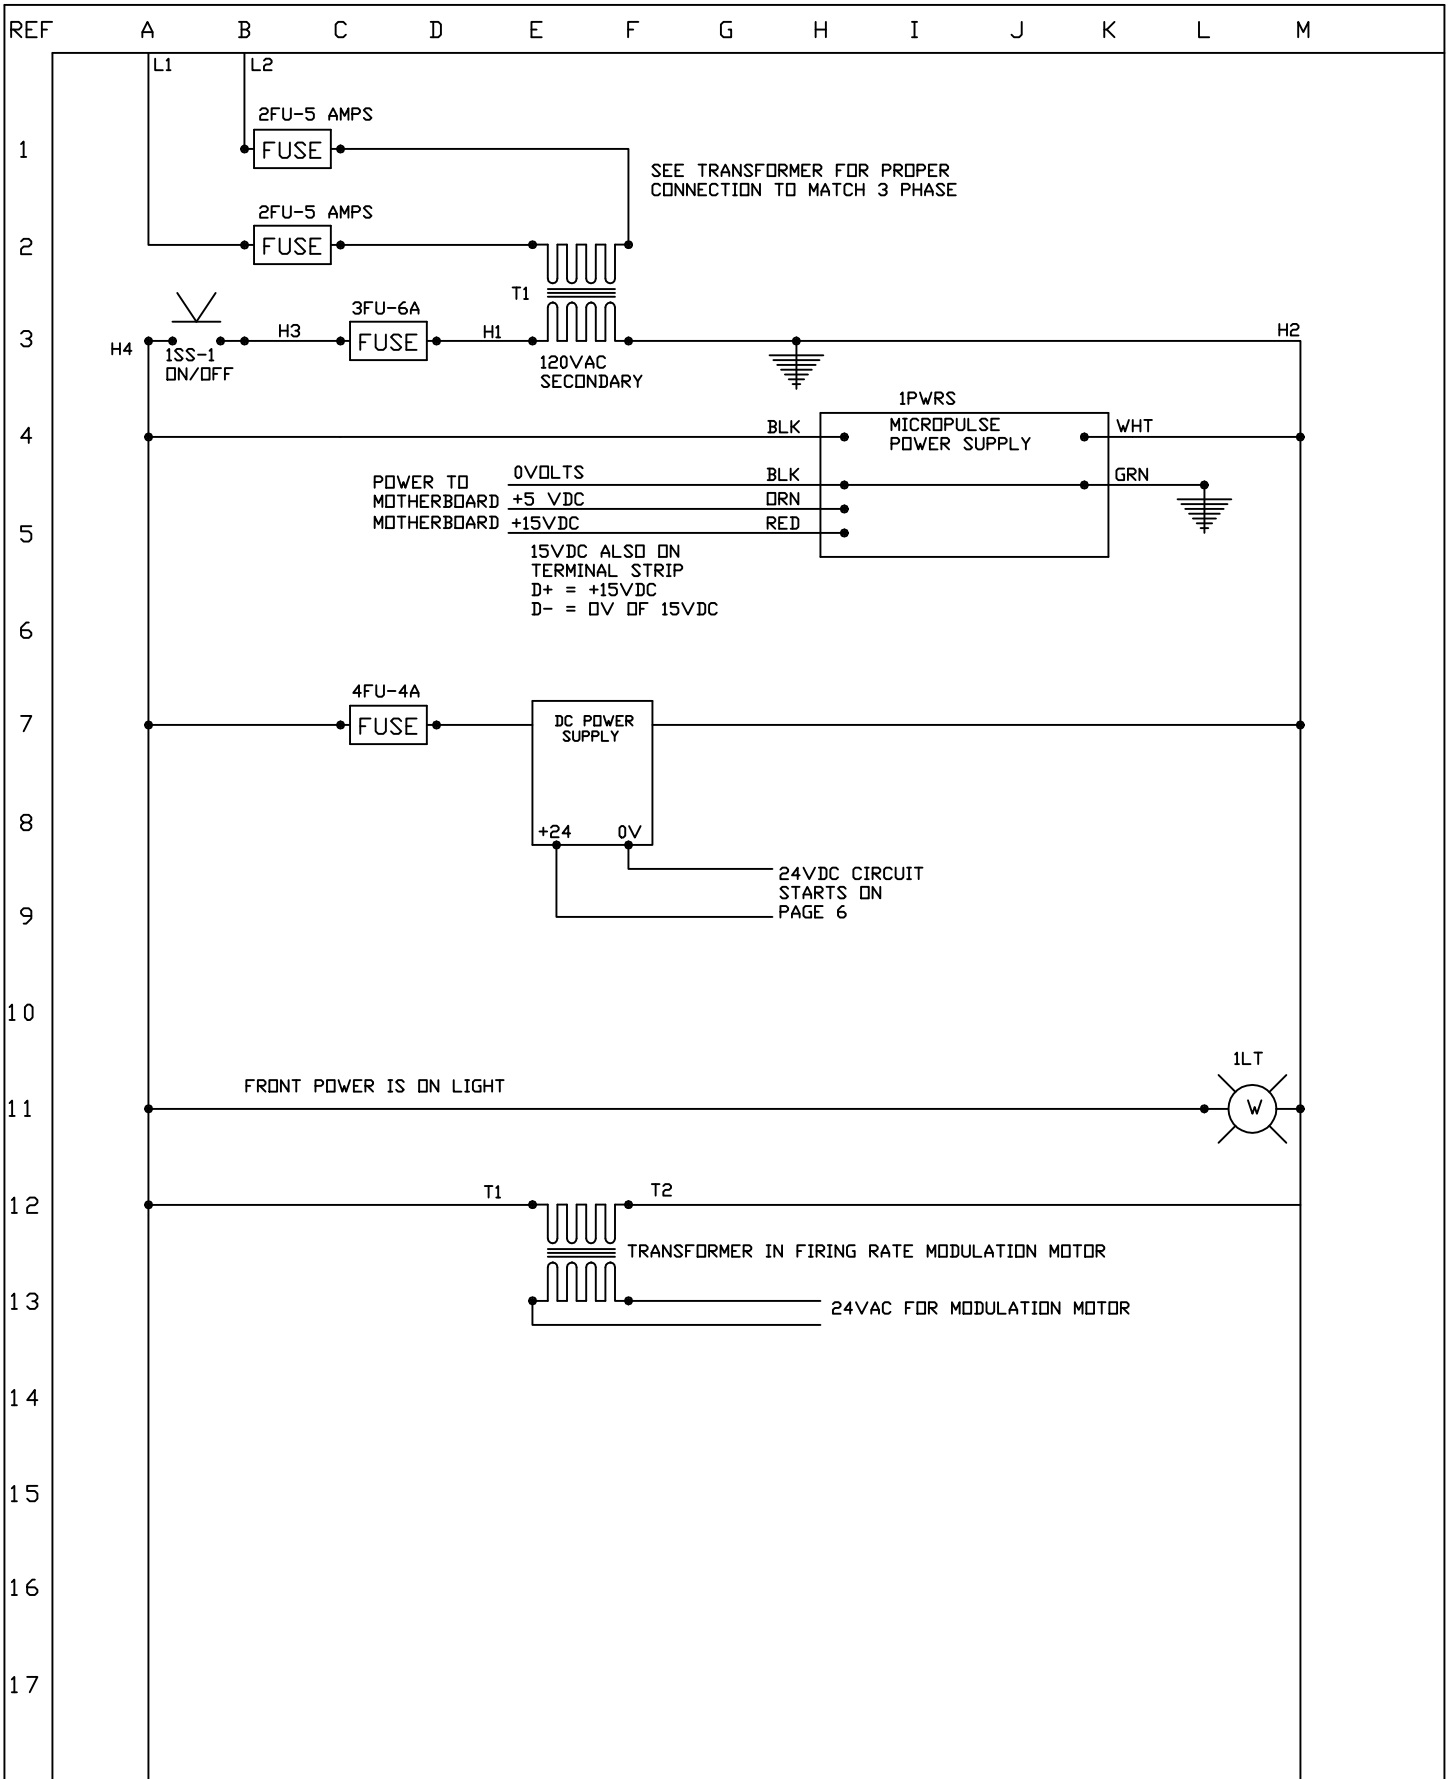 REF A B C D E F G H I J K L M
L1 L2
2FU-5 AMPS
1 FUSE
SEE TRANSFORMER FOR PROPER
CONNECTION TO MATCH 3 PHASE
2FU-5 AMPS
2 FUSE
T1
3 H4 H3 3FU-6A H1 H2
FUSE
1SS-1
ON/OFF
120VAC
SECONDARY
1PWRS
4 BLK MICROPULSE WHT
POWER SUPPLY
POWER TO 0VOLTS BLK GRN
MOTHERBOARD +5 VDC ORN
MOTHERBOARD +15VDC RED
5
15VDC ALSO ON
TERMINAL STRIP
D+ = +15VDC
D- = 0V OF 15VDC
6
4FU-4A
7 FUSE DC POWER
SUPPLY
8 +24 0V
24VDC CIRCUIT
STARTS ON
9 PAGE 6
10
1LT
FRONT POWER IS ON LIGHT
11 W
12 T1 T2
TRANSFORMER IN FIRING RATE MODULATION MOTOR
13 24VAC FOR MODULATION MOTOR
14
15
16
17